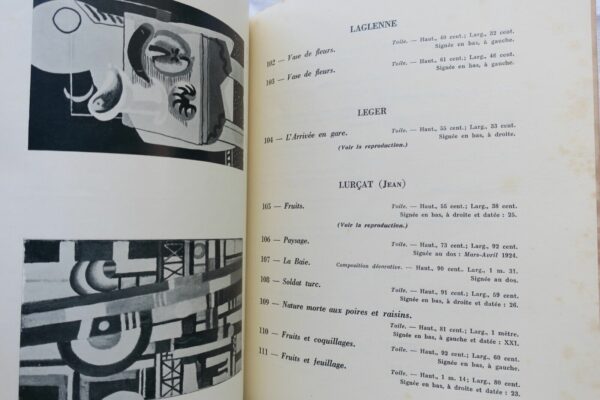 LAGLENNE
102 — Vase de fleurs. Toile. — Haut., 40 cent.; Larg., 32 cent.
Signée en bas, à gauche.
103 — Vase de fleurs. Toile. — Haut., 61 cent.; Larg., 46 cent.
Signée en bas, à gauche.
LEGER
104 — L'Arrivée en gare. Toile. — Haut., 55 cent.; Larg., 33 cent.
Signée en bas, à droite.
(Voir la reproduction.)
LURÇAT (Jean)
105 — Fruits. Toile. — Haut., 55 cent.; Larg., 38 cent.
Signée en bas, à droite et datée : 25.
(Voir la reproduction.)
106 — Paysage. Toile. — Haut., 73 cent.; Larg., 92 cent.
Signée au dos : Mars-Avril 1924.
107 — La Baie. Composition décorative. — Haut., 90 cent., Larg., 1 m. 31.
Signée au dos.
108 — Soldat turc. Toile. — Haut., 91 cent.; Larg., 59 cent.
Signée en bas, à droite et datée : 26.
109 — Nature morte aux poires et raisins.
Toile. — Haut., 81 cent.; Larg., 1 mètre.
Signée en bas, à gauche et datée : XXI.
110 — Fruits et coquillages.
Toile. — Haut., 92 cent.; Larg., 60 cent.
Signée en bas, à gauche.
111 — Fruits et feuillage.
Toile. — Haut., 1 m. 14; Larg., 80 cent.
Signée en bas, à droite et datée : 23.